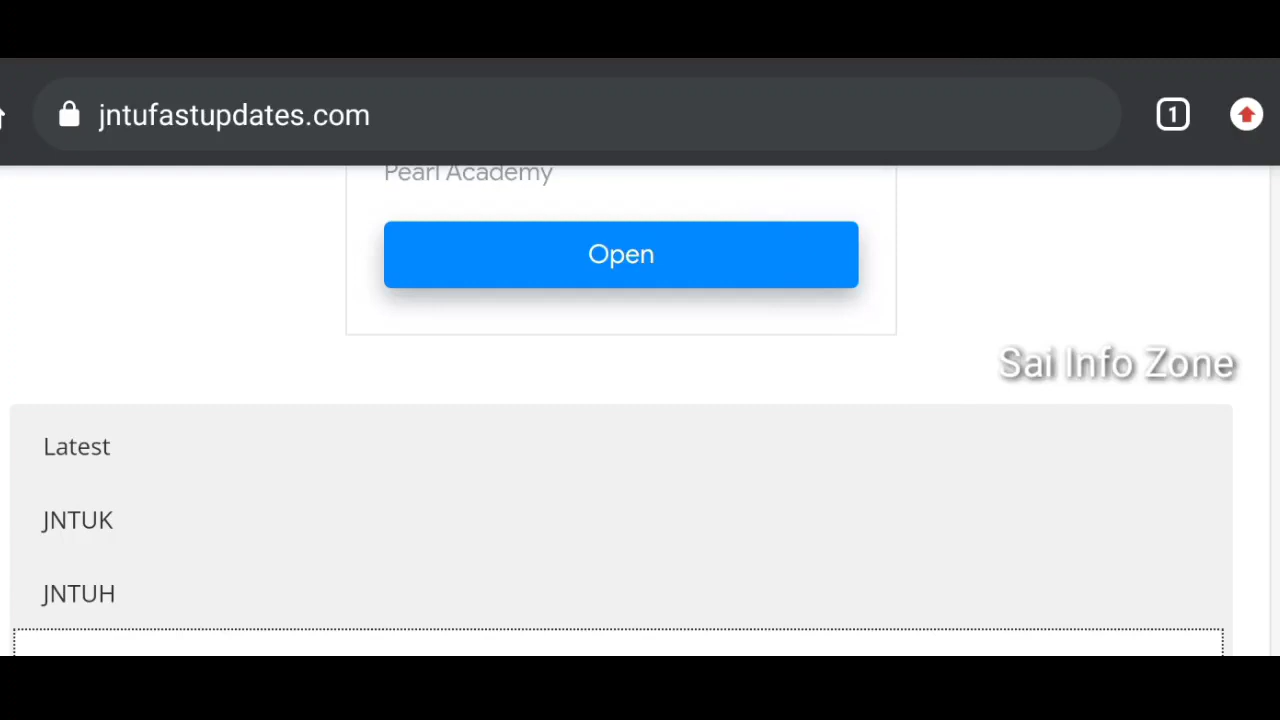 jntufastupdates.com
1
Pearl Academy
Open
Sai Info Zone
Latest
JNTUK
JNTUH